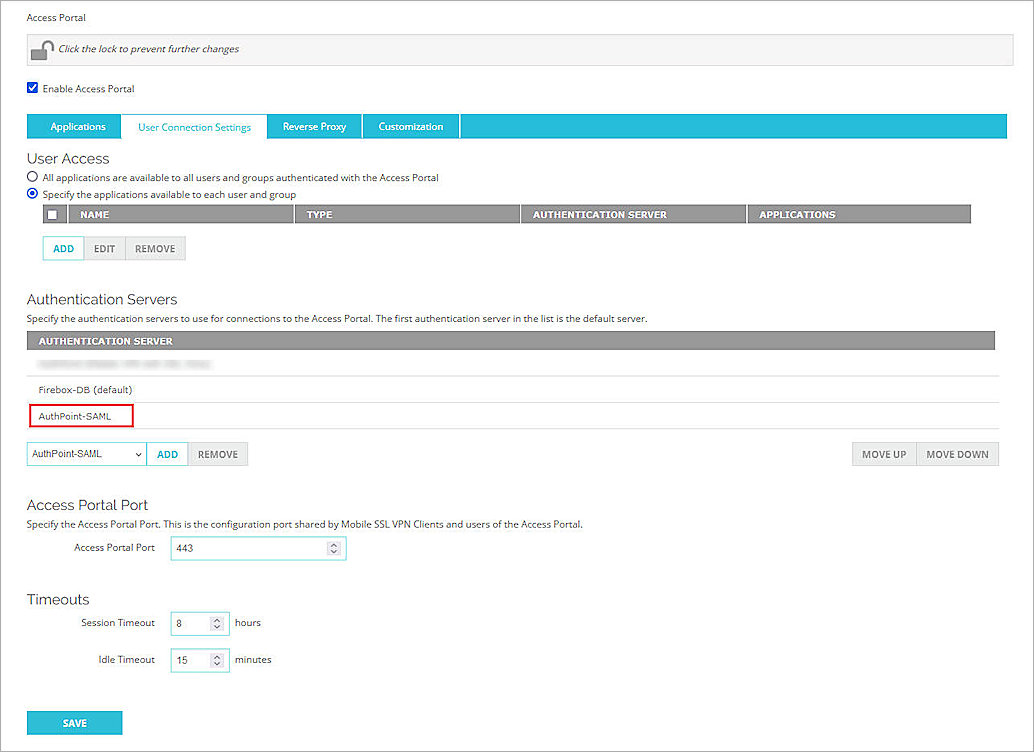 Access Portal
Click the lock to prevent further changes
Enable Access Portal
Applications User Connection Settings Reverse Proxy Customization
User Access
All applications are available to all users and groups authenticated with the Access Portal
Specify the applications available to each user and group
NAME TYPE AUTHENTICATION SERVER APPLICATIONS
ADD EDIT REMOVE
Authentication Servers
Specify the authentication servers to use for connections to the Access Portal. The first authentication server in the list is the default server.
AUTHENTICATION SERVER
Firebox-DB (default)
AuthPoint-SAML
AuthPoint-SAML ADD REMOVE MOVE UP MOVE DOWN
Access Portal Port
Specify the Access Portal Port. This is the configuration port shared by Mobile SSL VPN Clients and users of the Access Portal.
Access Portal Port 443
Timeouts
Session Timeout 8 hours
Idle Timeout 15 minutes
SAVE